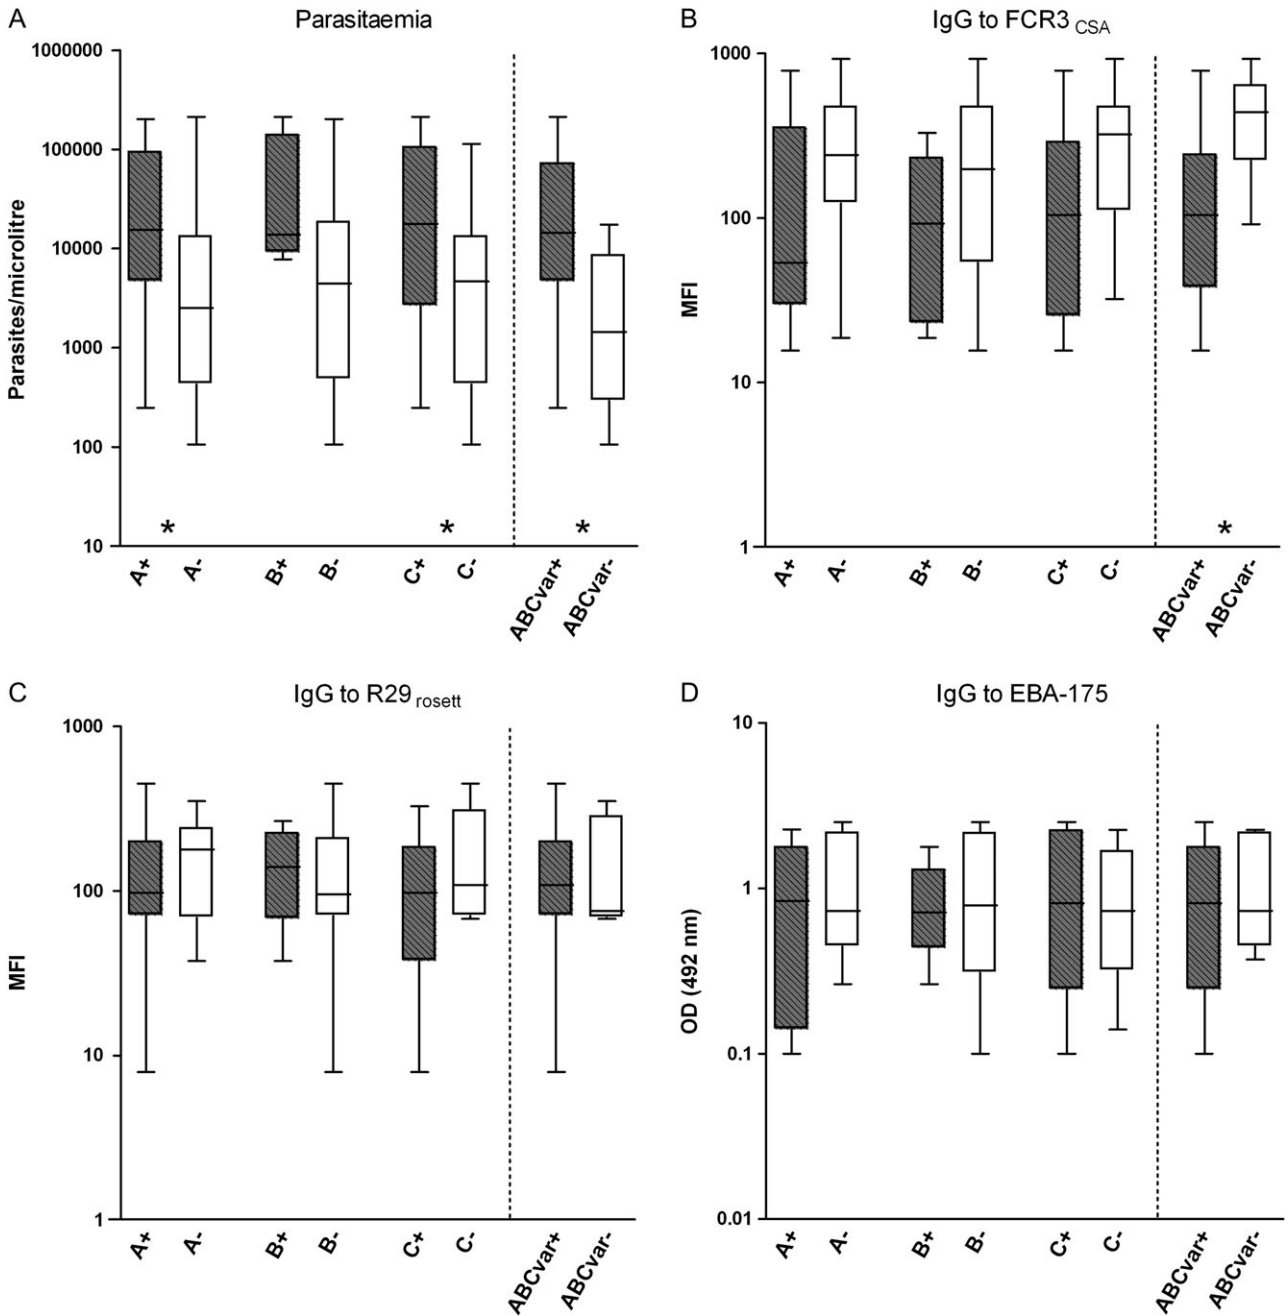 A
Parasitaemia
Parasites/microlitre
1000000
100000
10000
1000
100
10
* * *
A+ A- B+ B- C+ C- ABCvar+ ABCvar-
B
IgG to FCR3 CSA
MFI
1000
100
10
1
*
A+ A- B+ B- C+ C- ABCvar+ ABCvar-
C
IgG to R29 rosett
MFI
1000
100
10
1
A+ A- B+ B- C+ C- ABCvar+ ABCvar-
D
IgG to EBA-175
OD (492 nm)
10
1
0.1
0.01
A+ A- B+ B- C+ C- ABCvar+ ABCvar-